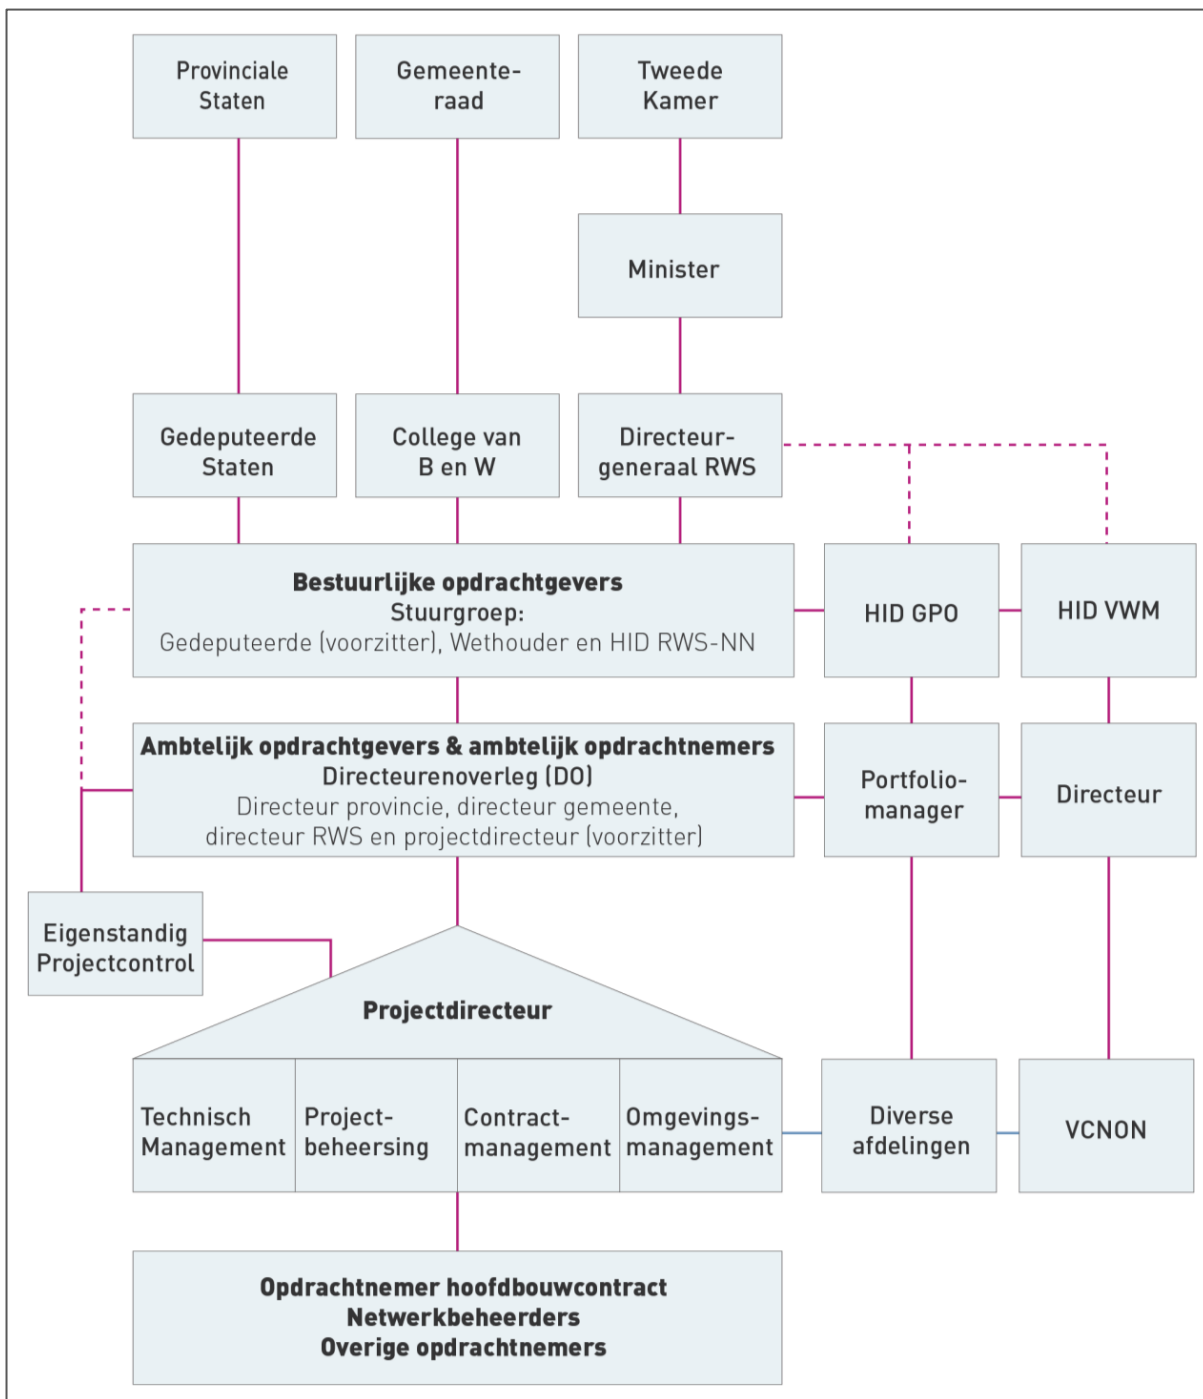 Provinciale
Staten
Gemeente-
raad
Tweede
Kamer
Minister
Gedeputeerde
Staten
College van
B en W
Directeur-
generaal RWS
Bestuurlijke opdrachtgevers
Stuurgroep:
Gedeputeerde (voorzitter), Wethouder en HID RWS-NN
HID GPO
HID VWM
Ambtelijk opdrachtgevers & ambtelijk opdrachtnemers
Directeurenoverleg (DO)
Directeur provincie, directeur gemeente,
directeur RWS en projectdirecteur (voorzitter)
Portfolio-
manager
Directeur
Eigenstandig
Projectcontrol
Projectdirecteur
Technisch
Management
Project-
beheersing
Contract-
management
Omgevings-
management
Diverse
afdelingen
VCNON
Opdrachtnemer hoofdbouwcontract
Netwerkbeheerders
Overige opdrachtnemers